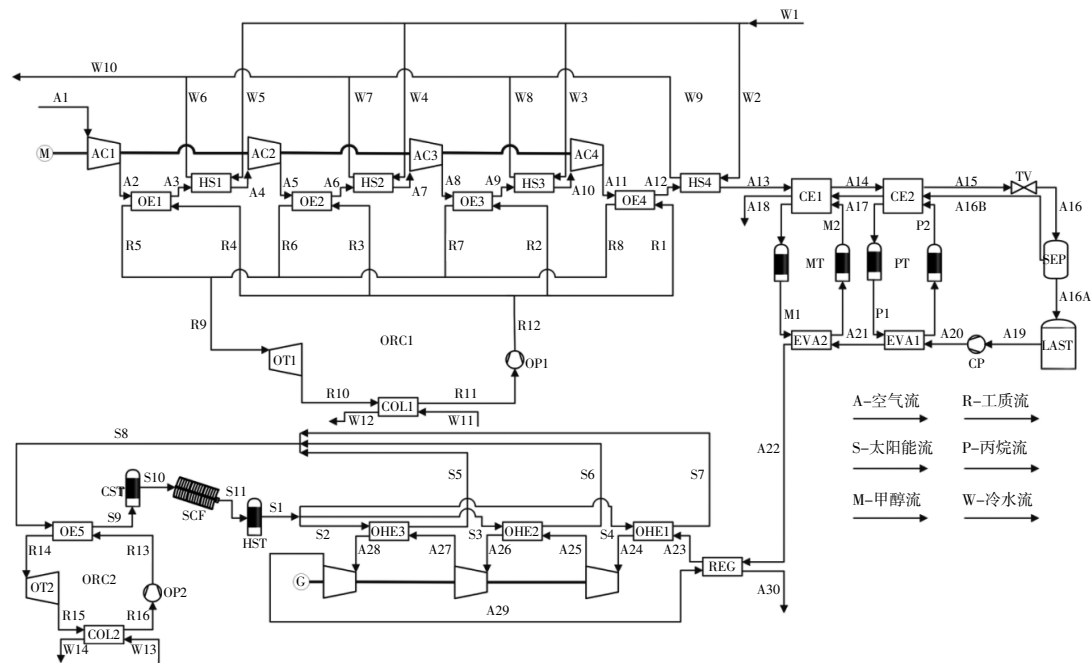 W1
W10
A1
W6
W5
W7
W4
W8
W3
W9
W2
M
AC1
AC2
AC3
AC4
A2
A3
HS1
A4
A5
A6
HS2
A7
A8
A9
HS3
A10
A11
A12
HS4
A13
A14
A15
TV
OE1
OE2
OE3
OE4
CE1
CE2
A16
A18
A17
A16B
M2
P2
SEP
R5
R4
R6
R3
R7
R2
R8
R1
MT
PT
A16A
M1
P1
R9
ORC1
R12
EVA2
A21
EVA1
A20
A19
LAST
CP
OT1
OP1
R10
R11
COL1
W12
W11
A-空气流
R-工质流
S-太阳能流
P-丙烷流
M-甲醇流
W-冷水流
A22
S8
S5
S6
S7
S10
CST
S11
SCF
S1
HST
S9
OE5
S2
OHE3
S3
OHE2
S4
OHE1
R14
R13
A28
A27
A26
A25
A24
A23
REG
ORC2
OT2
OP2
G
A30
A29
R15
R16
COL2
W14
W13